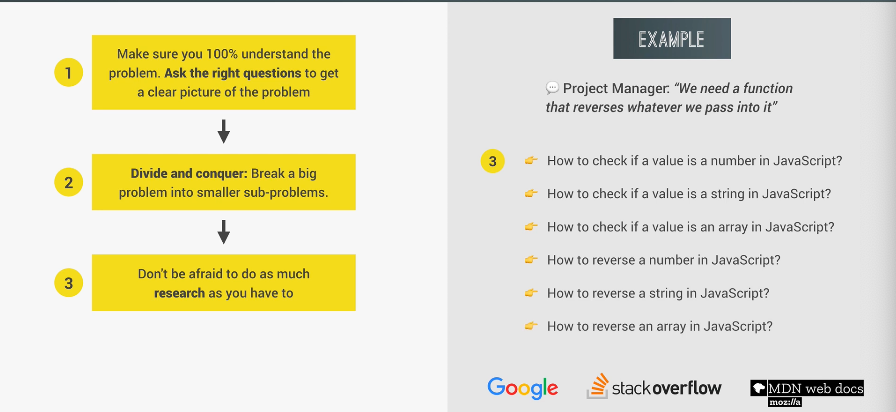 1
Make sure you 100% understand the
problem. Ask the right questions to get
a clear picture of the problem
2
Divide and conquer: Break a big
problem into smaller sub-problems.
3
Don’t be afraid to do as much
research as you have to
EXAMPLE
Project Manager: “We need a function
that reverses whatever we pass into it”
3
How to check if a value is a number in JavaScript?
How to check if a value is a string in JavaScript?
How to check if a value is an array in JavaScript?
How to reverse a number in JavaScript?
How to reverse a string in JavaScript?
How to reverse an array in JavaScript?
Google
stackoverflow
MDN web docs
moz://a